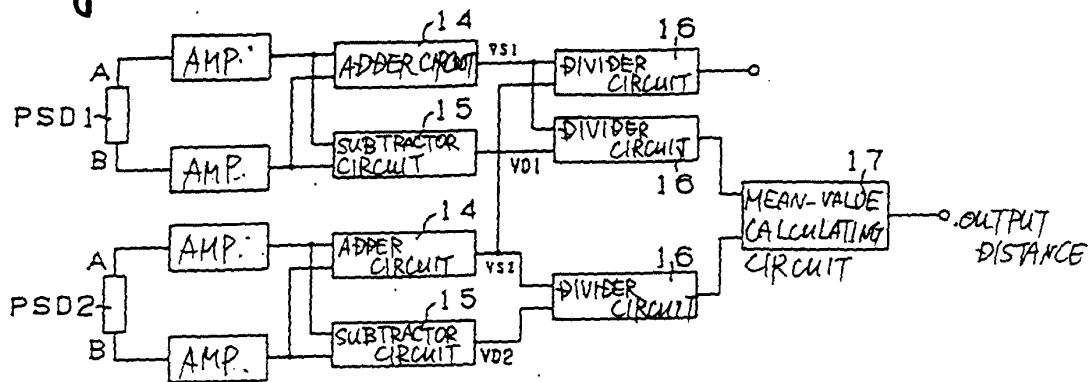 14
16
AMP.
ADDER CIRCUIT
VS1
DIVIDER
CIRCUIT
A
PSD1
B
15
SUBTRACTOR
CIRCUIT
VD1
DIVIDER
CIRCUIT
16
AMP.
17
MEAN-VALUE
CALCULATING
CIRCUIT
OUTPUT
DISTANCE
14
AMP.
ADDER
CIRCUIT
VS2
16
DIVIDER
CIRCUIT
A
PSD2
B
15
SUBTRACTOR
CIRCUIT
VD2
AMP.